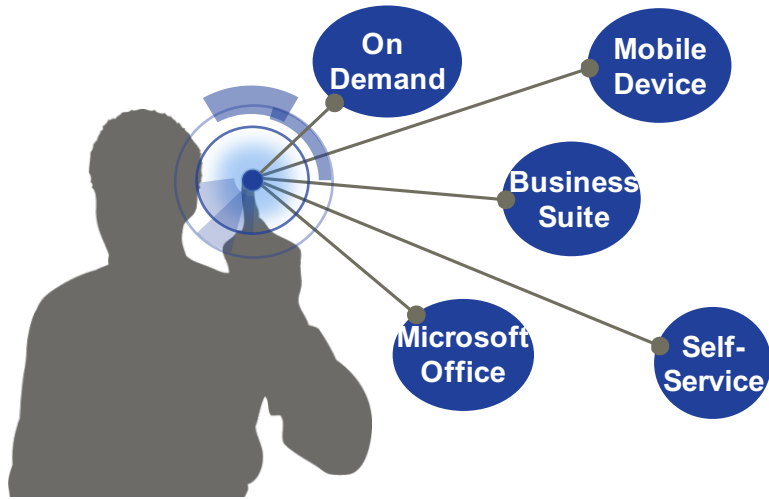 On
Demand
Mobile
Device
Business
Suite
Microsoft
Office
Self-
Service